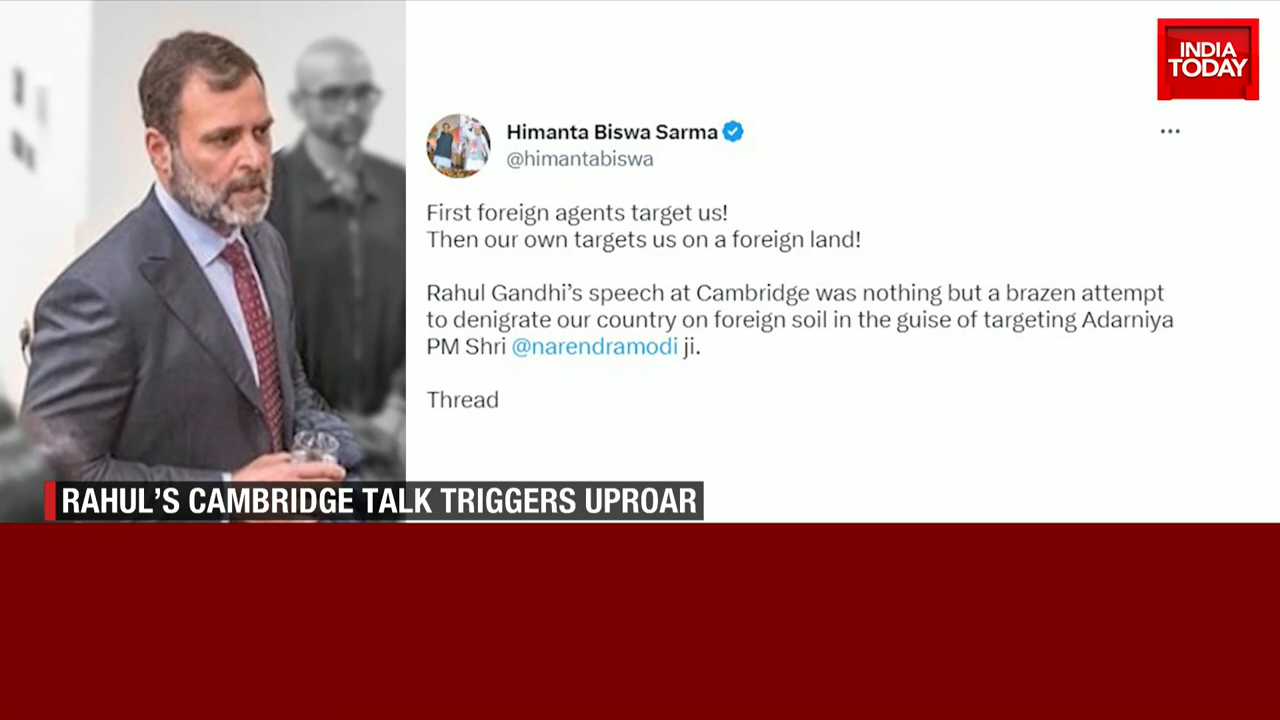 INDIA
TODAY
Himanta Biswa Sarma
@himantabiswa
First foreign agents target us!
Then our own targets us on a foreign land!
Rahul Gandhi’s speech at Cambridge was nothing but a brazen attempt
to denigrate our country on foreign soil in the guise of targeting Adarniya
PM Shri @narendramodi ji.
Thread
RAHUL’S CAMBRIDGE TALK TRIGGERS UPROAR